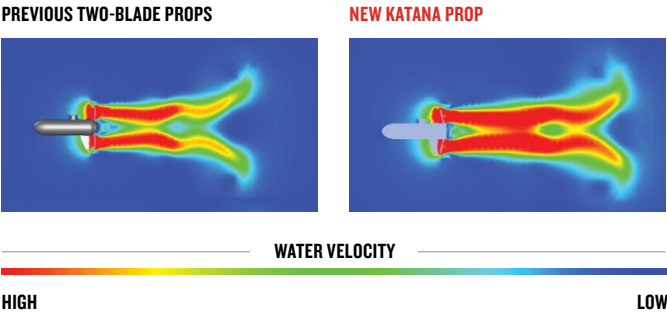 PREVIOUS TWO-BLADE PROPS
NEW KATANA PROP
WATER VELOCITY
HIGH
LOW